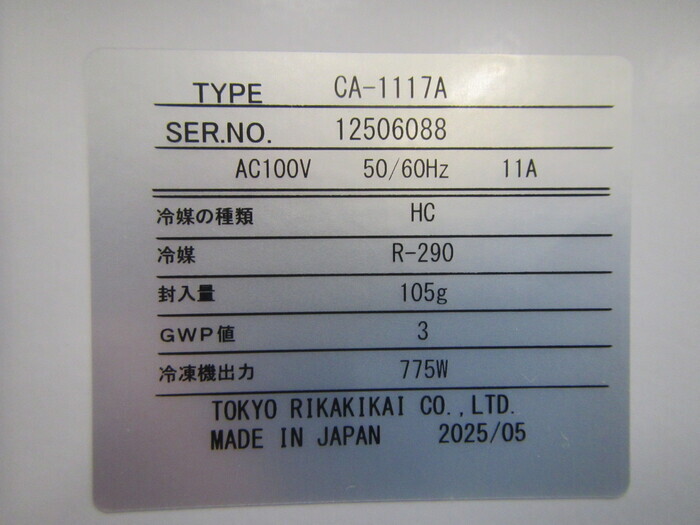 TYPE CA-1117A
SER.NO. 12506088
AC100V 50/60Hz 11A
冷媒の種類 HC
冷媒 R-290
封入量 105g
GWP値 3
冷凍機出力 775W
TOKYO RIKAKIKAI CO.,LTD.
MADE IN JAPAN 2025/05